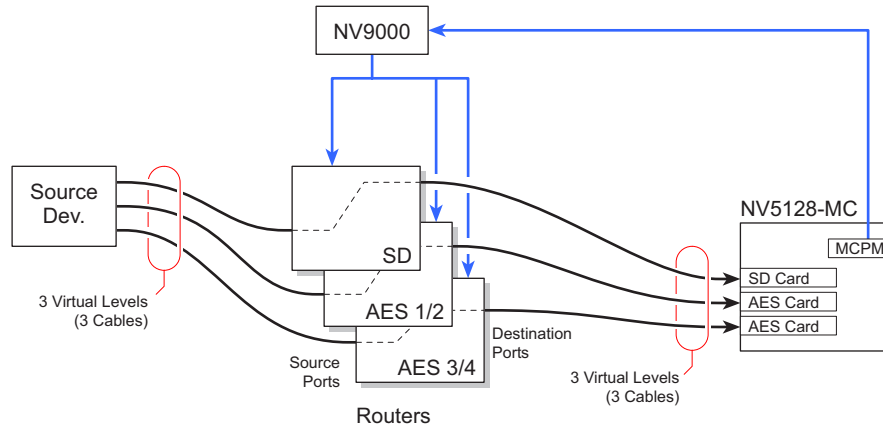 NV9000
Source
Dev.
NV5128-MC
MCPM
SD
SD Card
AES Card
AES Card
AES 1/2
AES 3/4
3 Virtual Levels
(3 Cables)
Source
Ports
Destination
Ports
3 Virtual Levels
(3 Cables)
Routers